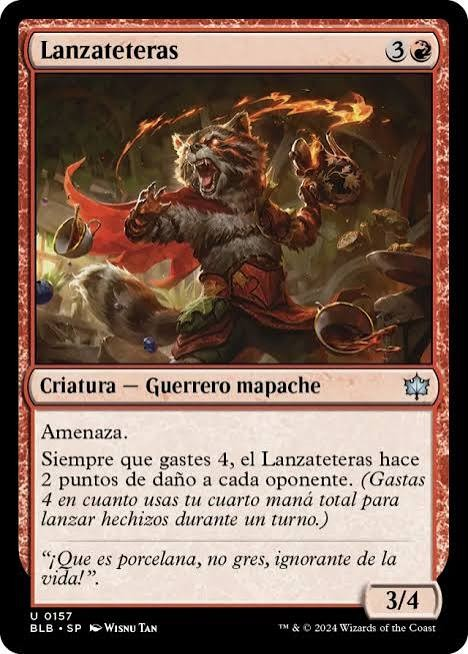 Lanzateteras 3
Criatura — Guerrero mapache
Amenaza.
Siempre que gastes 4, el Lanzateteras hace
2 puntos de daño a cada oponente. (Gastas
4 en cuanto usas tu cuarto maná total para
lanzar hechizos durante un turno.)
“¡Que es porcelana, no gres, ignorante de la
vida!”.
3/4
U 0157
BLB • SP Wisnu Tan
™ & © 2024 Wizards of the Coast